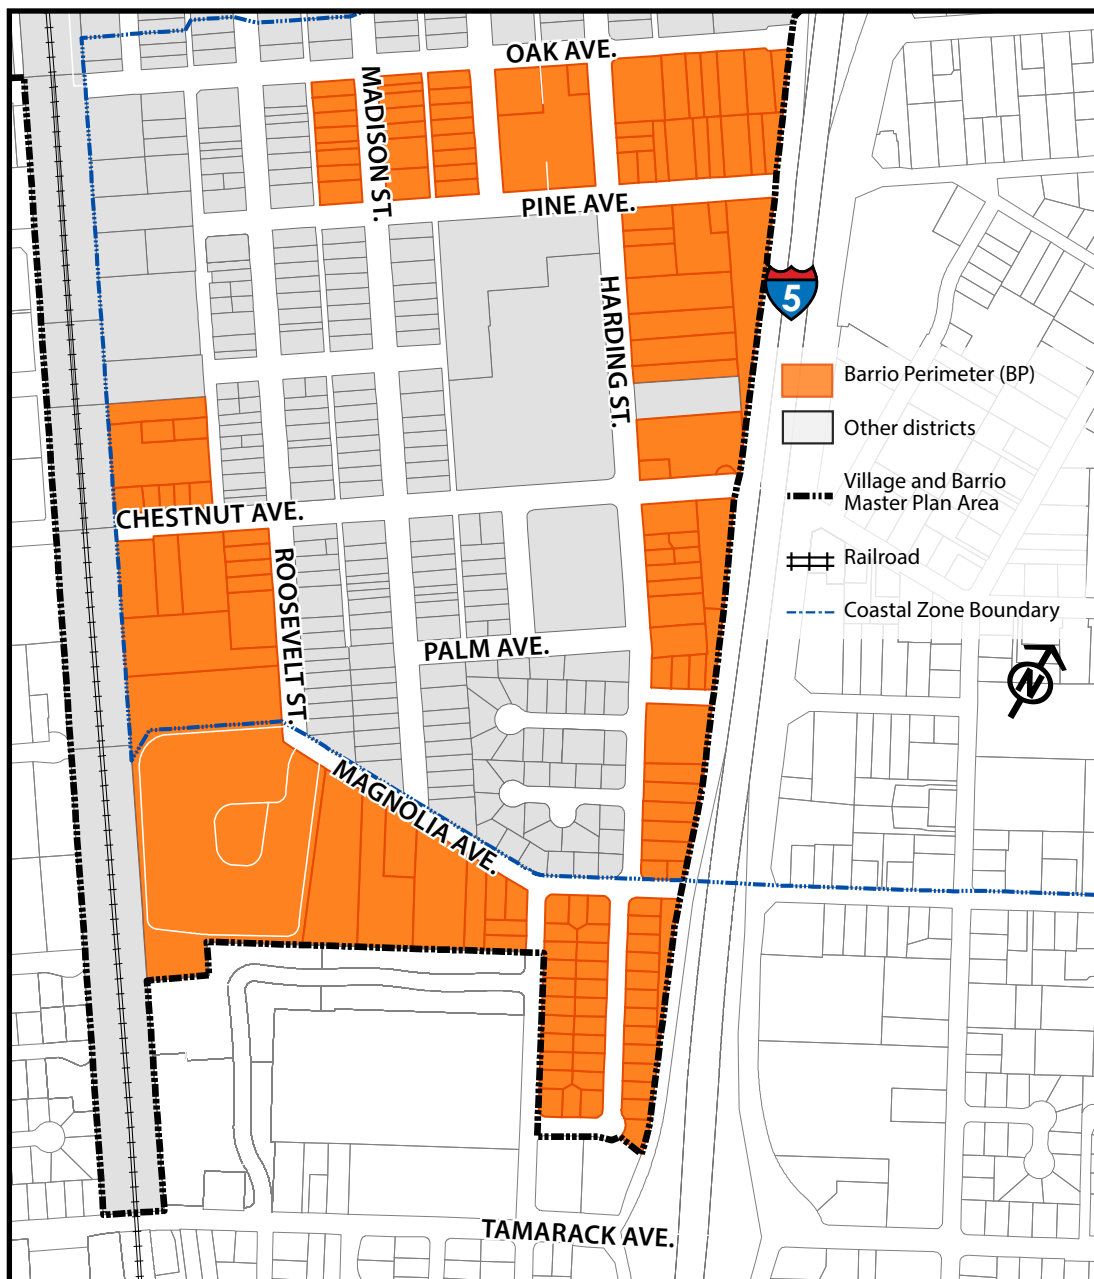 OAK AVE.
MADISON ST.
PINE AVE.
HARDING ST.
5
Barrio Perimeter (BP)
Other districts
Village and Barrio
Master Plan Area
Railroad
Coastal Zone Boundary
CHESTNUT AVE.
ROOSEVELT ST.
PALM AVE.
N
MAGNOLIA AVE.
TAMARACK AVE.